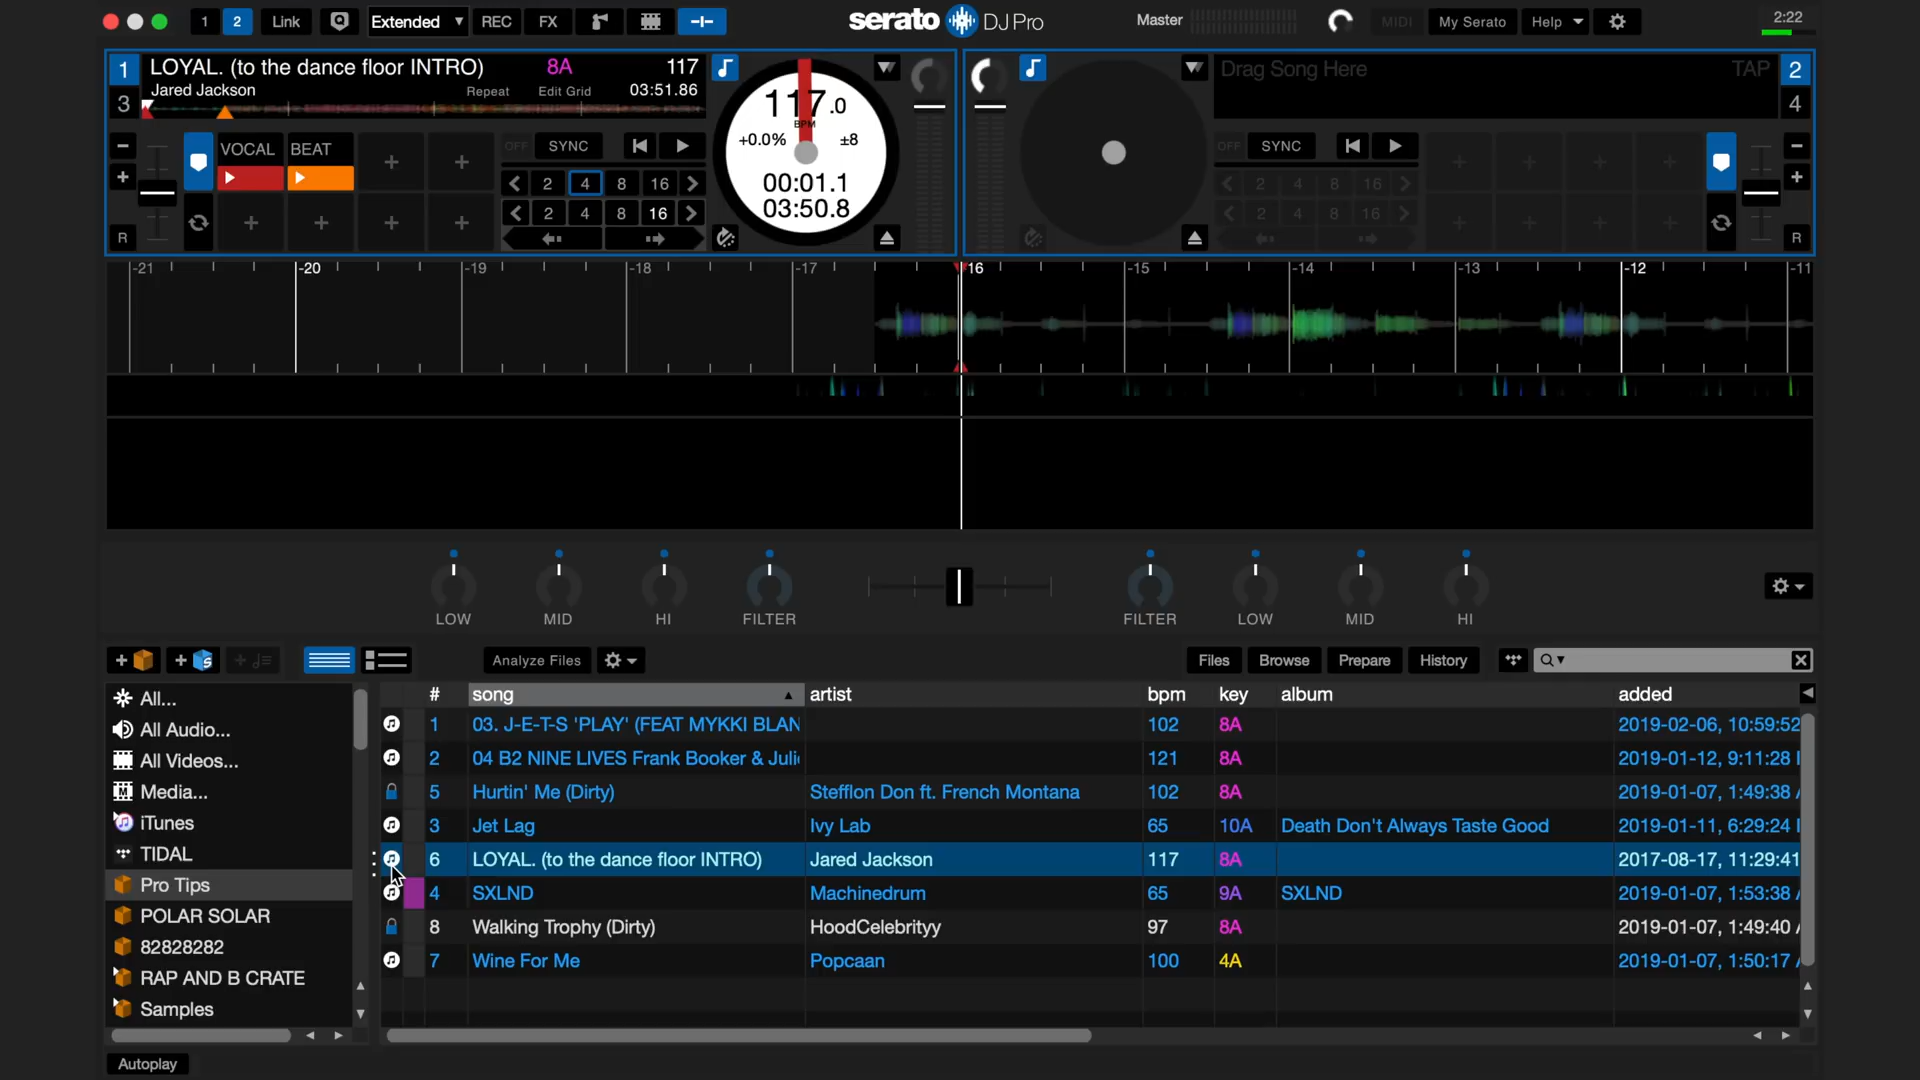 1 2 Link Extended ▼ REC FX serato DJ Pro Master MIDI My Serato Help 2:22
1 LOYAL. (to the dance floor INTRO) 8A 117
3 Jared Jackson Repeat Edit Grid 03:51.86
VOCAL BEAT
OFF SYNC
2 4 8 16
2 4 8 16
R
117.0
BPM
+0.0% ±8
00:01.1
03:50.8
Drag Song Here TAP 2
4
OFF SYNC
2 4 8 16
2 4 8 16
R
-21 -20 -19 -18 -17 -16 -15 -14 -13 -12 -11
LOW MID HI FILTER FILTER LOW MID HI
Analyze Files Files Browse Prepare History
All...
All Audio...
All Videos...
Media...
iTunes
TIDAL
Pro Tips
POLAR SOLAR
82828282
RAP AND B CRATE
Samples
# song artist bpm key album added
1 03. J-E-T-S 'PLAY' (FEAT MYKKI BLAN 102 8A 2019-02-06, 10:59:52
2 04 B2 NINE LIVES Frank Booker & Juli 121 8A 2019-01-12, 9:11:28
5 Hurtin' Me (Dirty) Stefflon Don ft. French Montana 102 8A 2019-01-07, 1:49:38
3 Jet Lag Ivy Lab 65 10A Death Don't Always Taste Good 2019-01-11, 6:29:24
6 LOYAL. (to the dance floor INTRO) Jared Jackson 117 8A 2017-08-17, 11:29:41
4 SXLND Machinedrum 65 9A SXLND 2019-01-07, 1:53:38
8 Walking Trophy (Dirty) HoodCelebrityy 97 8A 2019-01-07, 1:49:40
7 Wine For Me Popcaan 100 4A 2019-01-07, 1:50:17
Autoplay